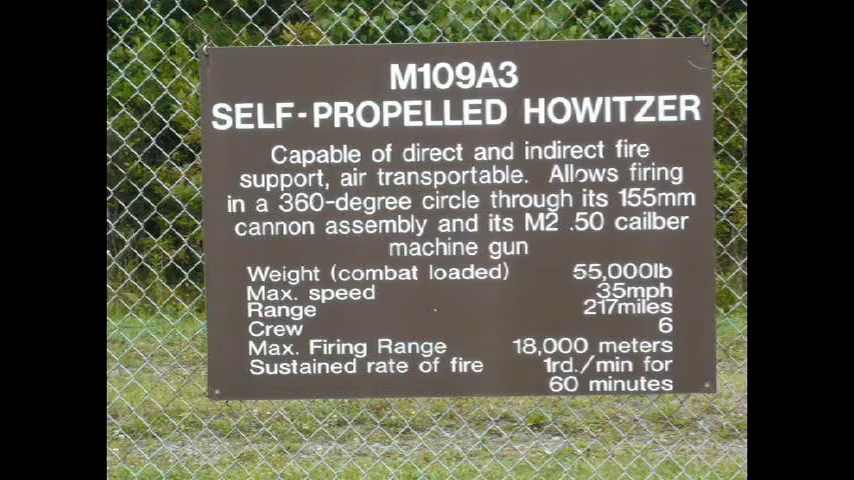 M109A3
SELF-PROPELLED HOWITZER
Capable of direct and indirect fire
support, air transportable. Allows firing
in a 360-degree circle through its 155mm
cannon assembly and its M2 .50 cailber
machine gun
Weight (combat loaded) 55,000lb
Max. speed 35mph
Range 217miles
Crew 6
Max. Firing Range 18,000 meters
Sustained rate of fire 1rd./min for
60 minutes